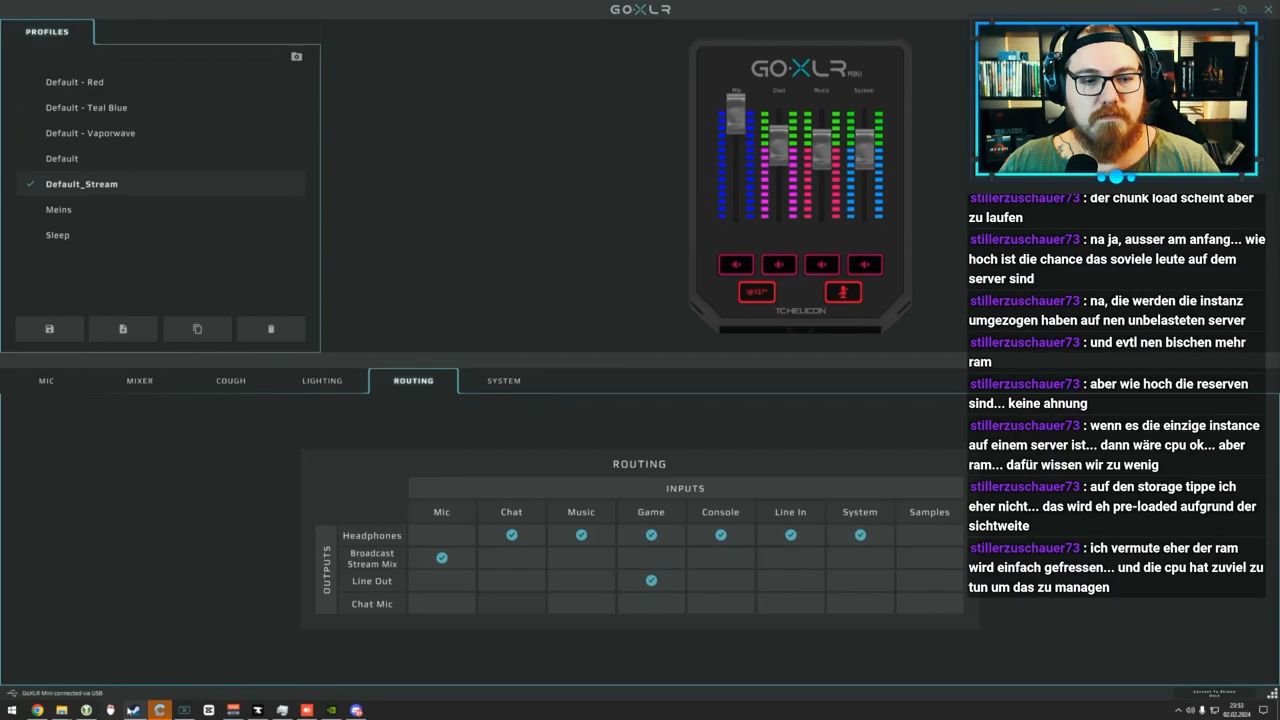 GO-XLR
PROFILES
Default - Red
Default - Teal Blue
Default - Vaporwave
Default
Default_Stream
Meins
Sleep
GO-XLR MINI
Mic Chat Music System
TC HELICON
MIC MIXER COUGH LIGHTING ROUTING SYSTEM
ROUTING
INPUTS
Mic Chat Music Game Console Line In System Samples
OUTPUTS
Headphones
Broadcast
Stream Mix
Line Out
Chat Mic
stillerzuschauer73 : der chunk load scheint aber
zu laufen
stillerzuschauer73 : na ja, ausser am anfang... wie
hoch ist die chance das soviele leute auf dem
server sind
stillerzuschauer73 : na, die werden die instanz
umgezogen haben auf nen unbelasteten server
stillerzuschauer73 : und evtl nen bischen mehr
ram
stillerzuschauer73 : aber wie hoch die reserven
sind... keine ahnung
stillerzuschauer73 : wenn es die einzige instance
auf einem server ist... dann wäre cpu ok... aber
ram... dafür wissen wir zu wenig
stillerzuschauer73 : auf den storage tippe ich
eher nicht... das wird eh pre-loaded aufgrund der
sichtweite
stillerzuschauer73 : ich vermute eher der ram
wird einfach gefressen... und die cpu hat zuviel zu
tun um das zu managen
GoXLR Mini connected via USB
23:53
02.02.2024